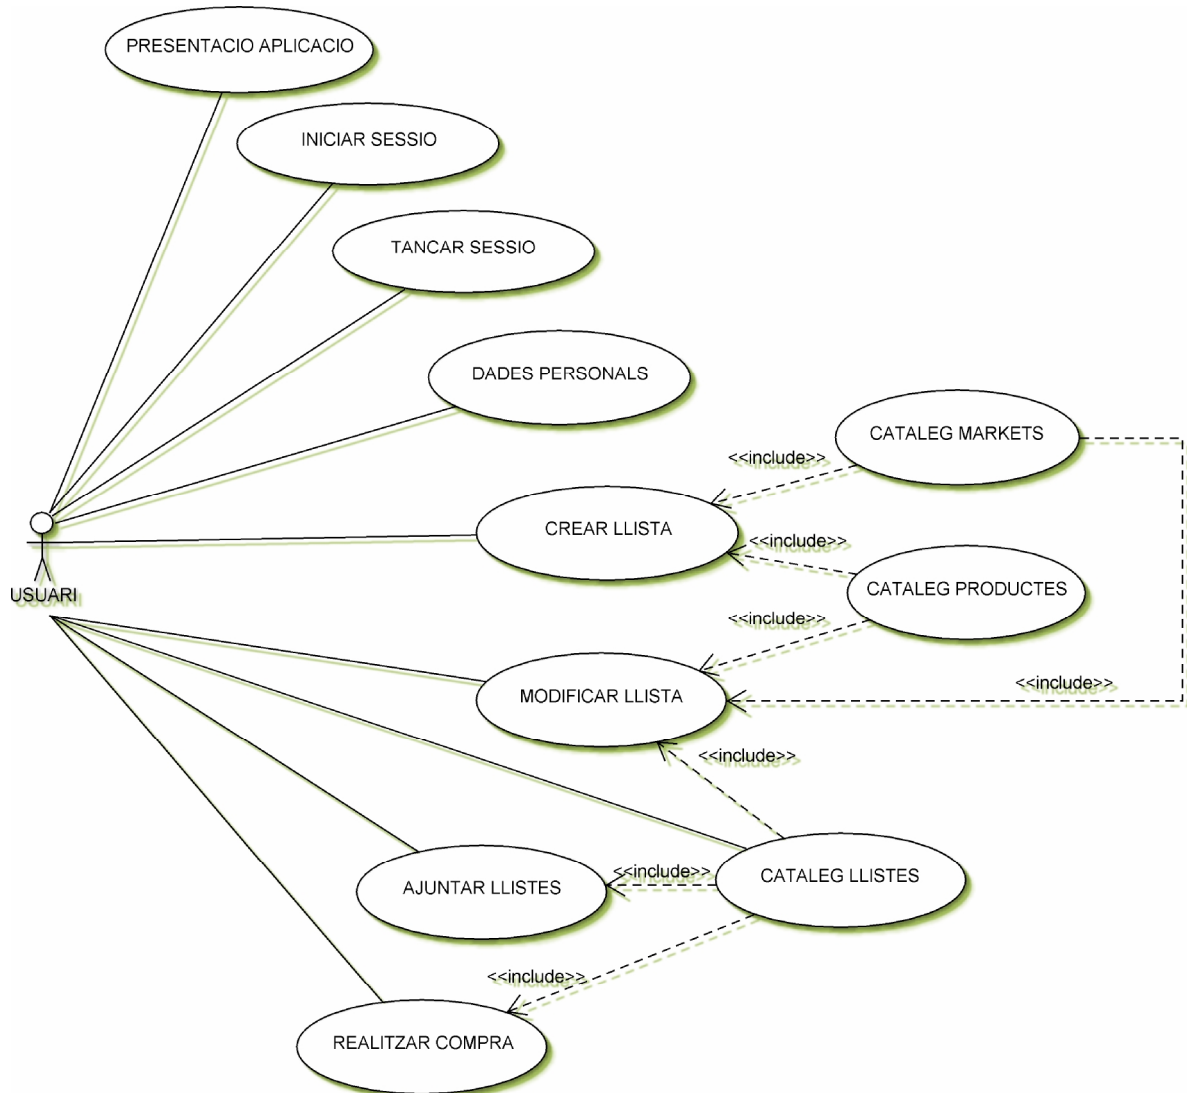 PRESENTACIO APLICACIO
INICIAR SESSIO
TANCAR SESSIO
DADES PERSONALS
CATALEG MARKETS
<<include>>
CREAR LLISTA
<<include>>
CATALEG PRODUCTES
USUARI
<<include>>
MODIFICAR LLISTA
<<include>>
<<include>>
AJUNTAR LLISTES
<<include>>
CATALEG LLISTES
<<include>>
REALITZAR COMPRA